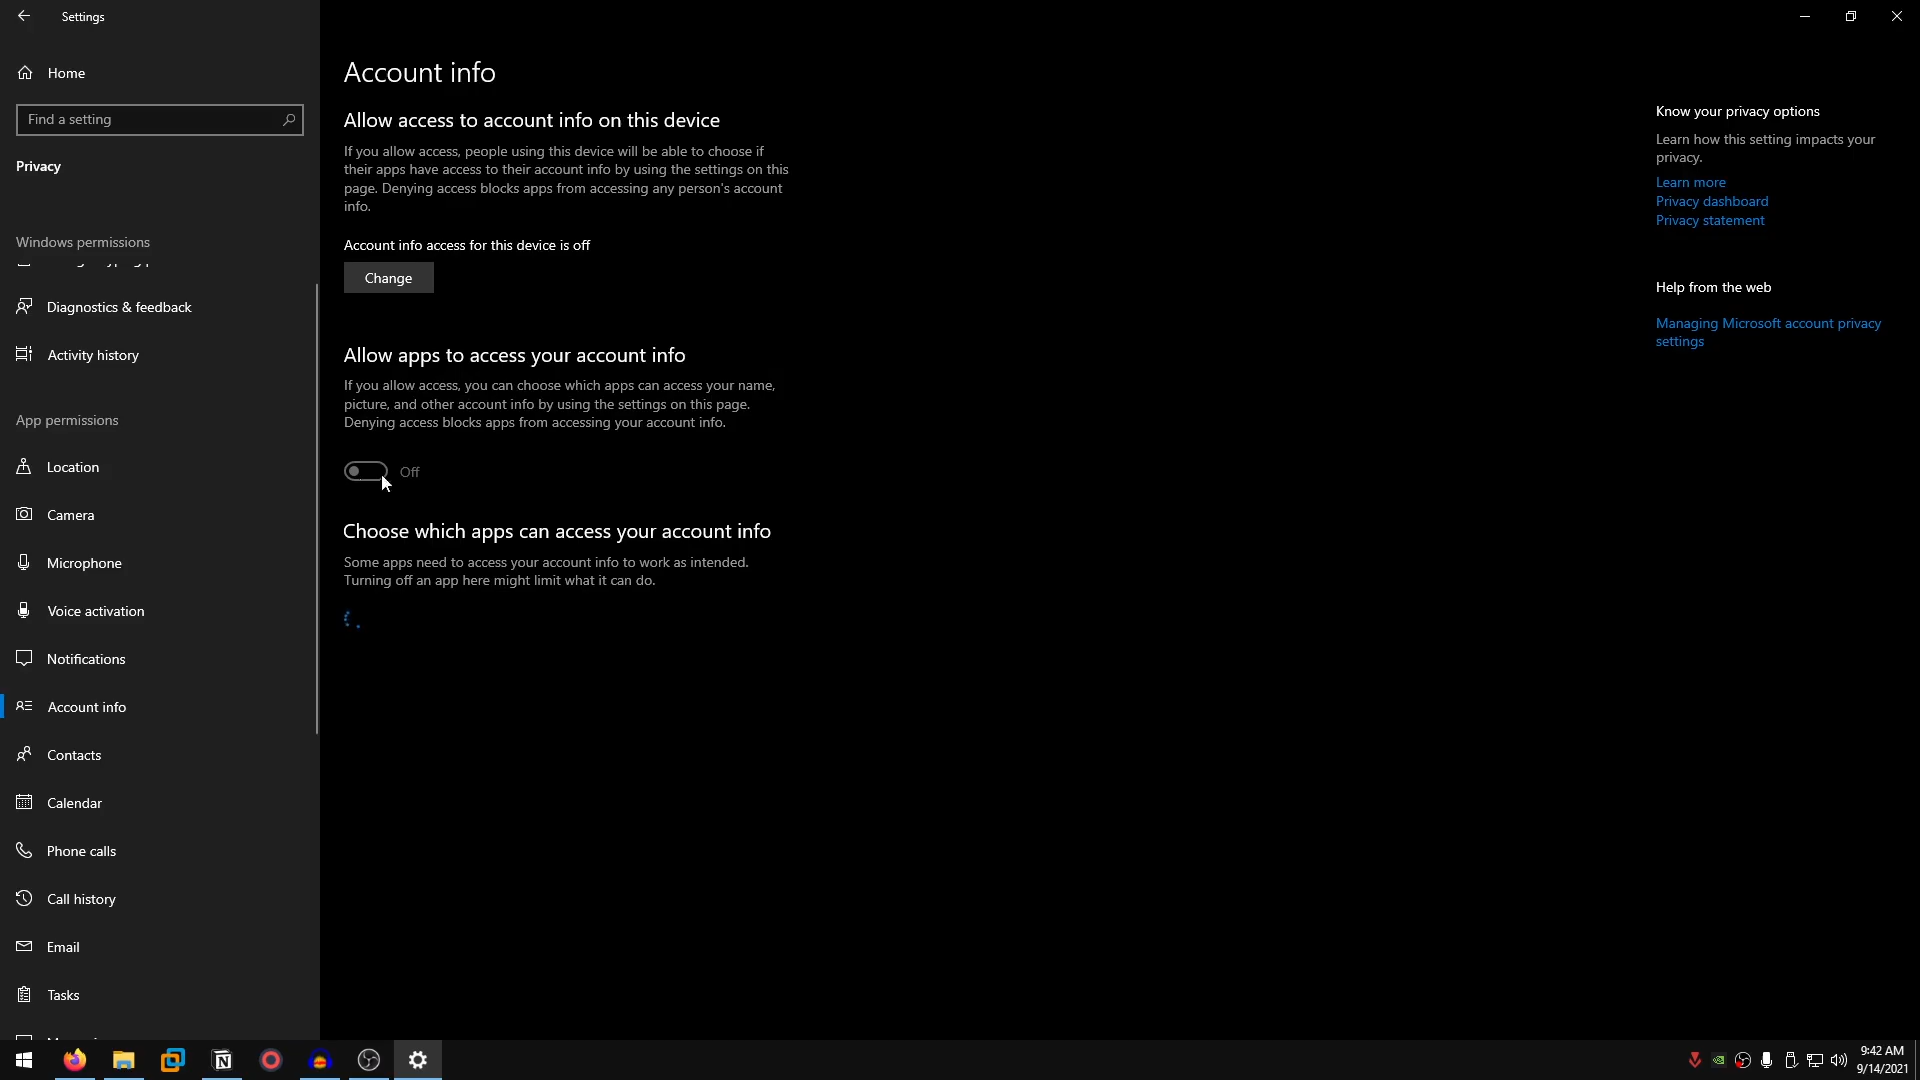 Settings
Home
Find a setting
Privacy
Windows permissions
Diagnostics & feedback
Activity history
App permissions
Location
Camera
Microphone
Voice activation
Notifications
Account info
Contacts
Calendar
Phone calls
Call history
Email
Tasks
Account info
Allow access to account info on this device
If you allow access, people using this device will be able to choose if
their apps have access to their account info by using the settings on this
page. Denying access blocks apps from accessing any person's account
info.
Account info access for this device is off
Change
Allow apps to access your account info
If you allow access, you can choose which apps can access your name,
picture, and other account info by using the settings on this page.
Denying access blocks apps from accessing your account info.
Off
Choose which apps can access your account info
Some apps need to access your account info to work as intended.
Turning off an app here might limit what it can do.
Know your privacy options
Learn how this setting impacts your
privacy.
Learn more
Privacy dashboard
Privacy statement
Help from the web
Managing Microsoft account privacy
settings
9:42 AM
9/14/2021